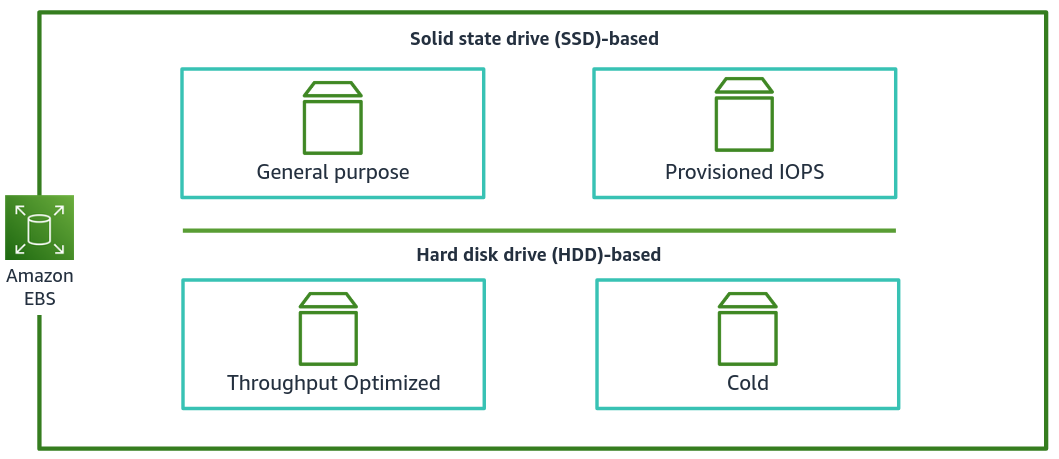 Solid state drive (SSD)-based
General purpose
Provisioned IOPS
Amazon
EBS
Hard disk drive (HDD)-based
Throughput Optimized
Cold